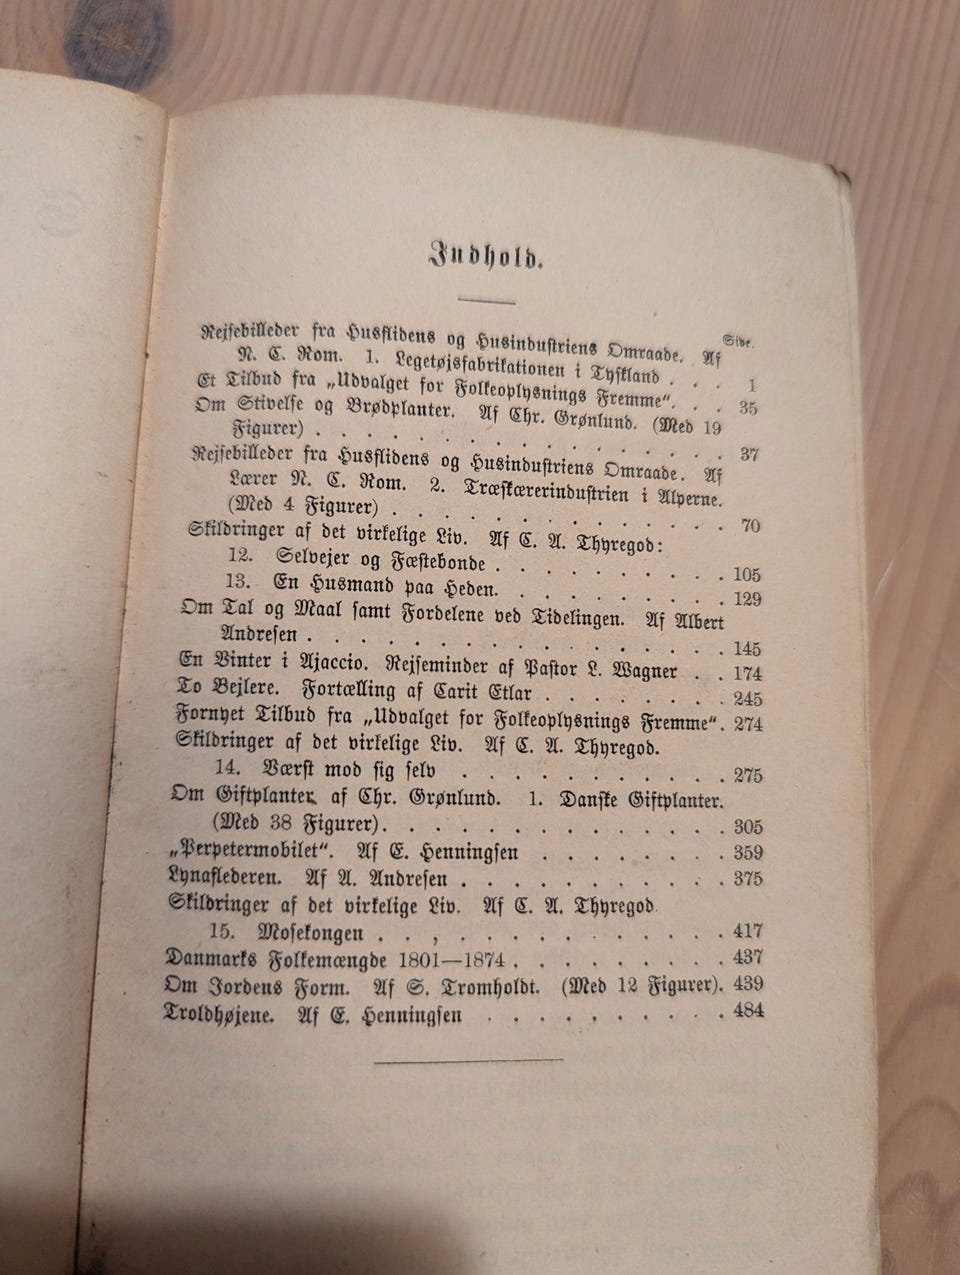 Indhold.
Side.
Rejsebilleder fra Husflidens og Husindustriens Omraade. Af
N. C. Rom. 1. Legetøjsfabrikationen i Tyskland . . . 1
Et Tilbud fra „Udvalget for Folkeoplysnings Fremme“. . . 35
Om Stivelse og Brødplanter. Af Chr. Grønlund. (Med 19
Figurer) . . . . . . . . . . . . . . . 37
Rejsebilleder fra Husflidens og Husindustriens Omraade. Af
Lærer N. C. Rom. 2. Træskærerindustrien i Alperne.
(Med 4 Figurer) . . . . . . . . . . . . . 70
Skildringer af det virkelige Liv. Af C. A. Thyregod:
12. Selvejer og Fæstebonde . . . . . . . . . . 105
13. En Husmand paa Heden. . . . . . . . . . 129
Om Tal og Maal samt Fordelene ved Tidelingen. Af Albert
Andresen . . . . . . . . . . . . . . . . 145
En Vinter i Ajaccio. Rejseminder af Pastor L. Wagner . . 174
To Bejlere. Fortælling af Carit Etlar . . . . . . . 245
Fornyet Tilbud fra „Udvalget for Folkeoplysnings Fremme“. 274
Skildringer af det virkelige Liv. Af C. A. Thyregod.
14. Værst mod sig selv . . . . . . . . . . . 275
Om Giftplanter af Chr. Grønlund. 1. Danske Giftplanter.
(Med 38 Figurer). . . . . . . . . . . . . 305
„Perpetermobilet“. Af E. Henningsen . . . . . . . 359
Lynaflederen. Af A. Andresen . . . . . . . . . . 375
Skildringer af det virkelige Liv. Af C. A. Thyregod.
15. Mosekongen . . , . . . . . . . . . . . 417
Danmarks Folkemængde 1801—1874 . . . . . . . . 437
Om Jordens Form. Af S. Tromholdt. (Med 12 Figurer). 439
Troldhøjene. Af E. Henningsen . . . . . . . . . 484